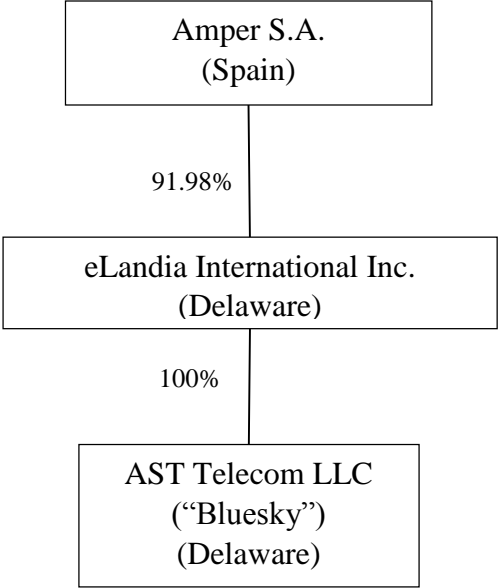 Amper S.A.
(Spain)
91.98%
eLandia International Inc.
(Delaware)
100%
AST Telecom LLC
(“Bluesky”)
(Delaware)